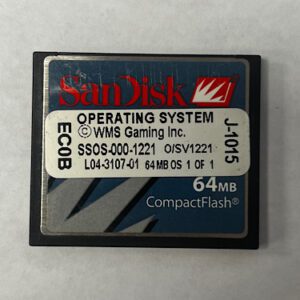 SanDisk
OPERATING SYSTEM
© WMS Gaming Inc.
SSOS-000-1221 O/SV1221
L04-3107-01 64MB OS 1 OF 1
EC0B
J-1015
64MB
CompactFlash®